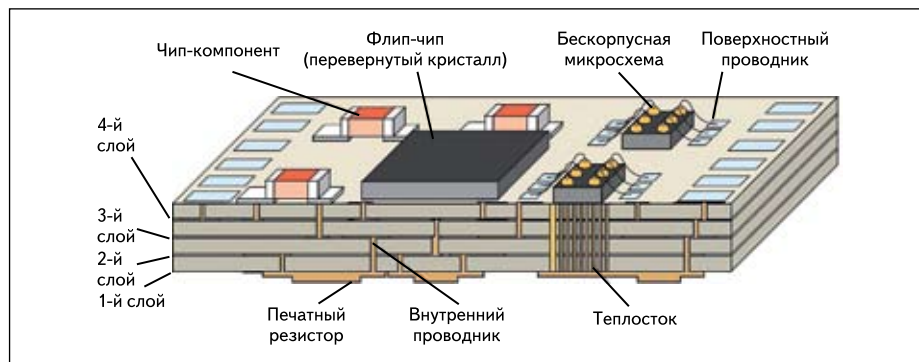 Чип-компонент
Флип-чип
(перевернутый кристалл)
Бескорпусная
микросхема
Поверхностный
проводник
4-й
слой
3-й
слой
2-й
слой
1-й слой
Печатный
резистор
Внутренний
проводник
Теплосток